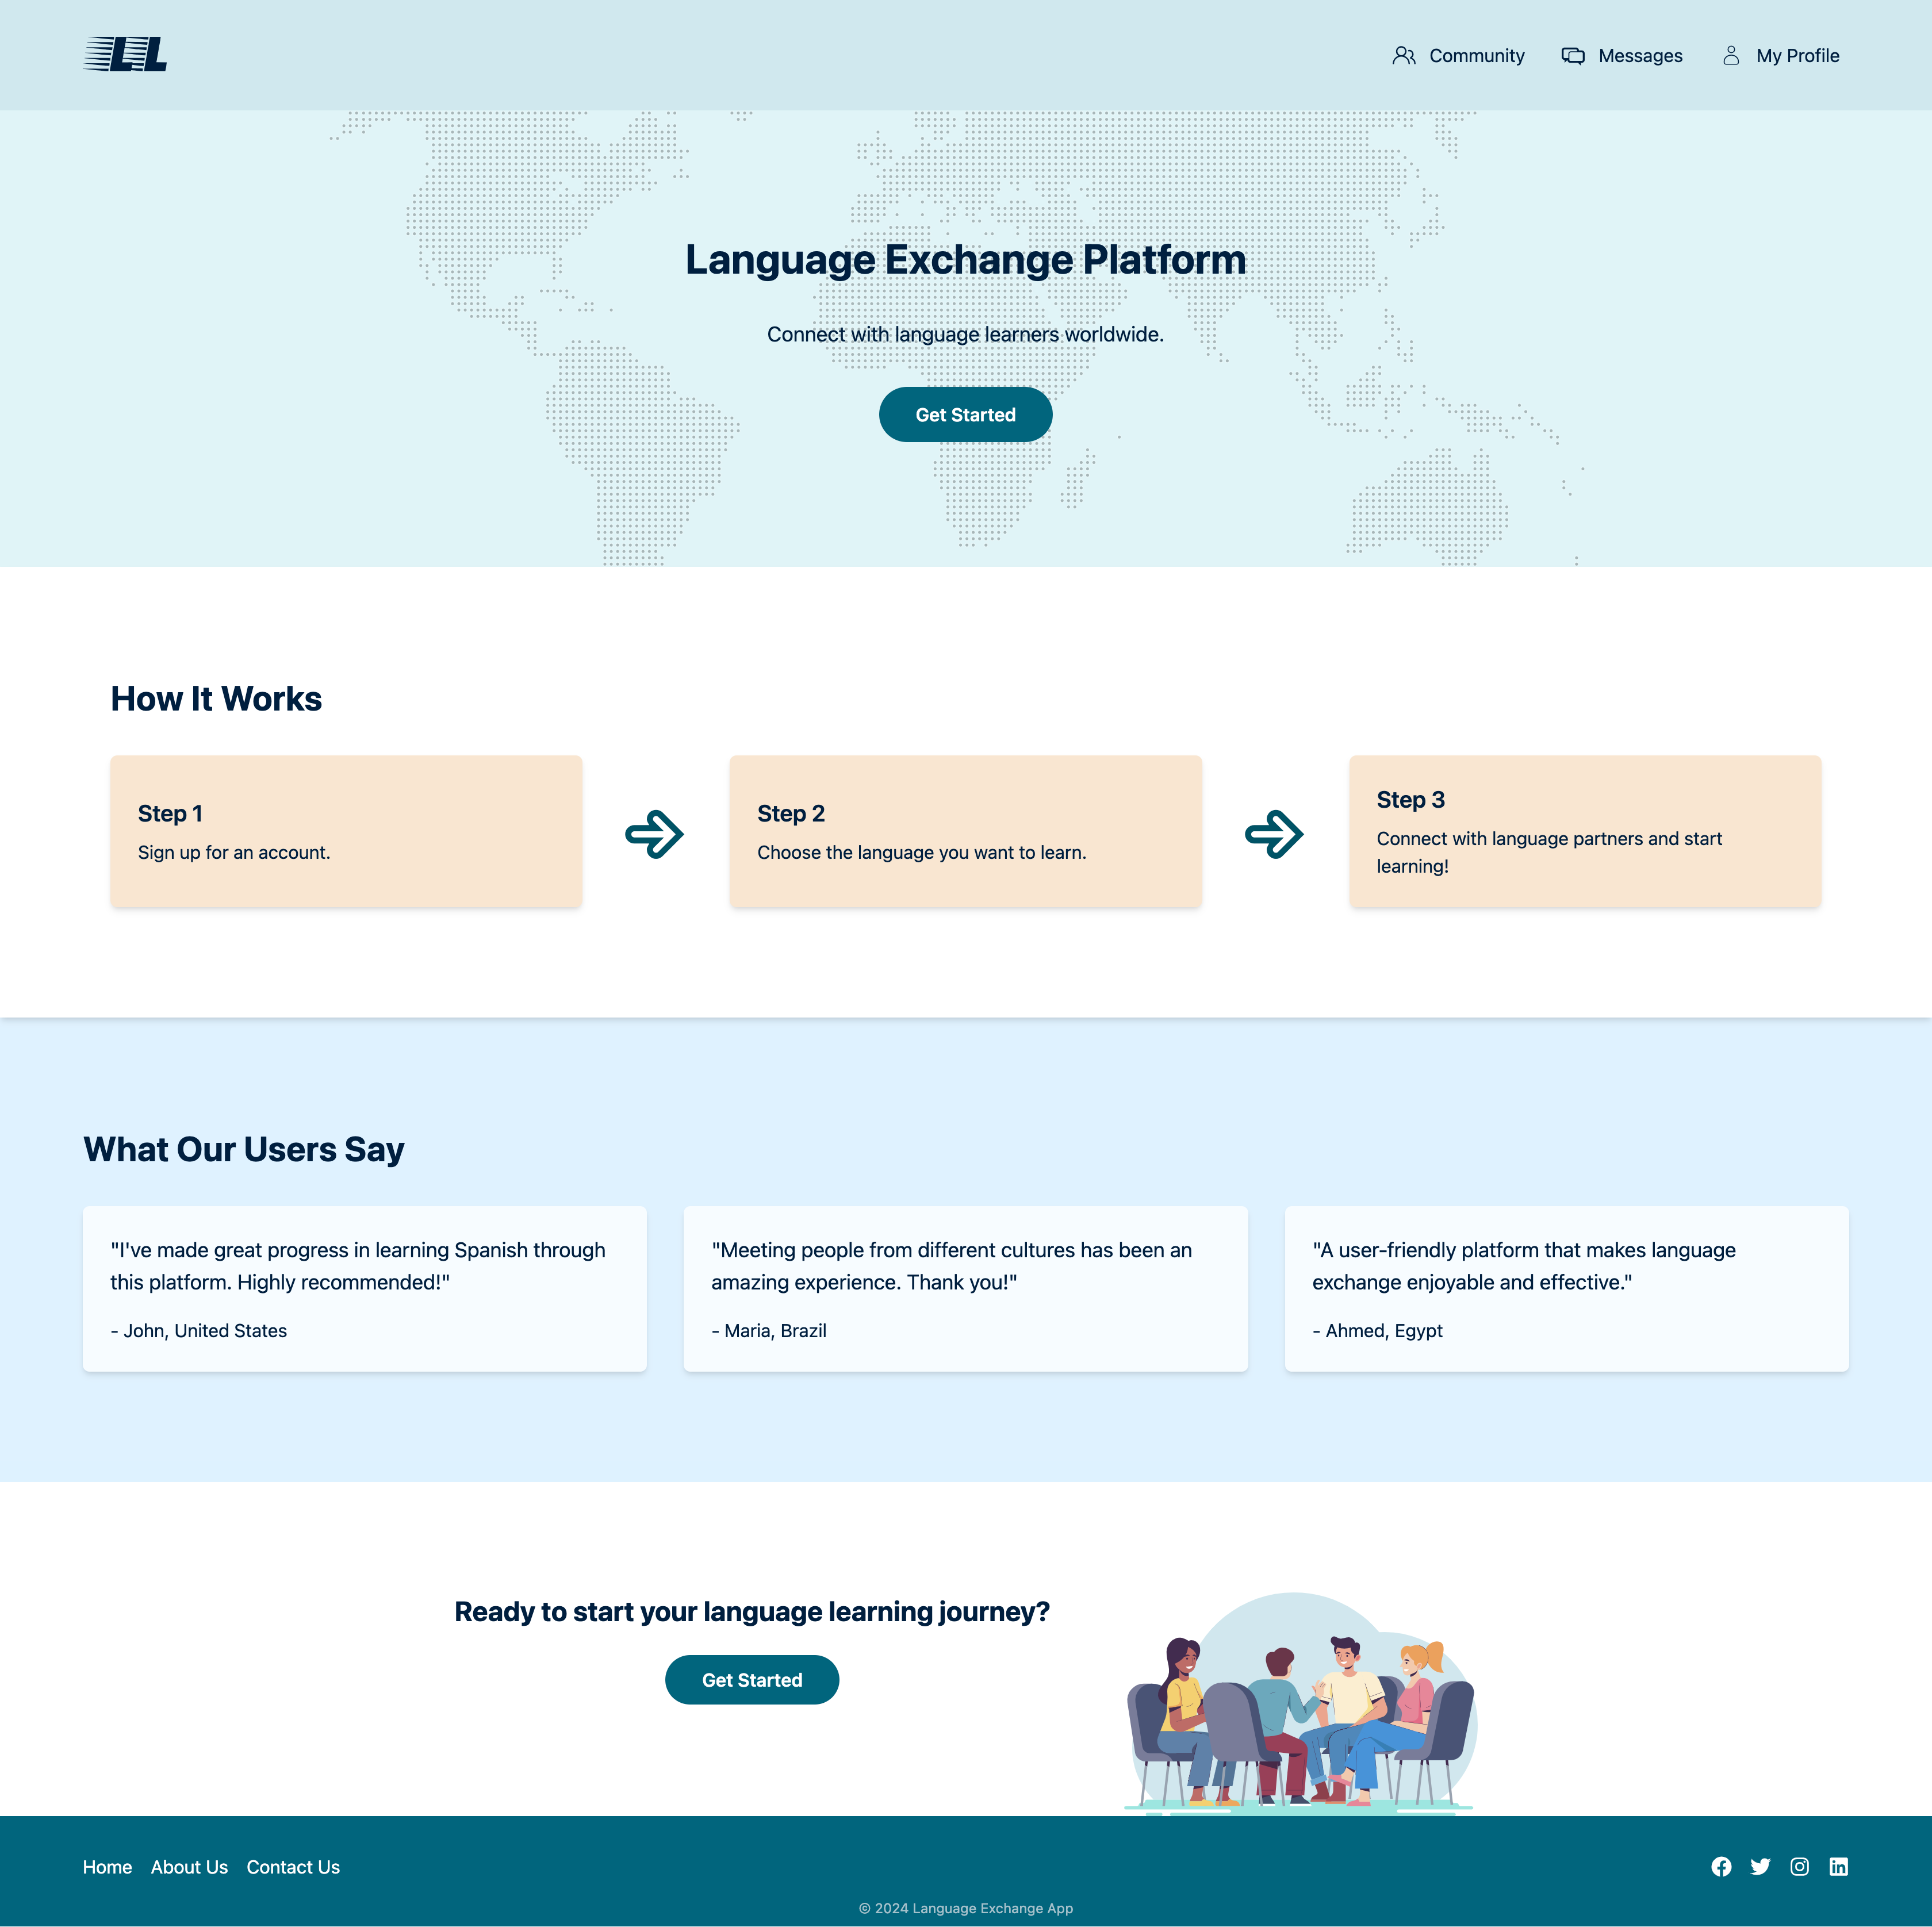 LL
Community
Messages
My Profile
Language Exchange Platform
Connect with language learners worldwide.
Get Started
How It Works
Step 1
Sign up for an account.
Step 2
Choose the language you want to learn.
Step 3
Connect with language partners and start
learning!
What Our Users Say
"I've made great progress in learning Spanish through
this platform. Highly recommended!"
- John, United States
"Meeting people from different cultures has been an
amazing experience. Thank you!"
- Maria, Brazil
"A user-friendly platform that makes language
exchange enjoyable and effective."
- Ahmed, Egypt
Ready to start your language learning journey?
Get Started
Home
About Us
Contact Us
© 2024 Language Exchange App